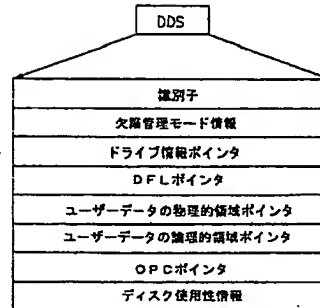 DDS
識別子
欠陥管理モード情報
ドライブ情報ポインタ
DFLポインタ
ユーザーデータの物理的領域ポインタ
ユーザーデータの論理的領域ポインタ
OPCポインタ
ディスク使用性情報